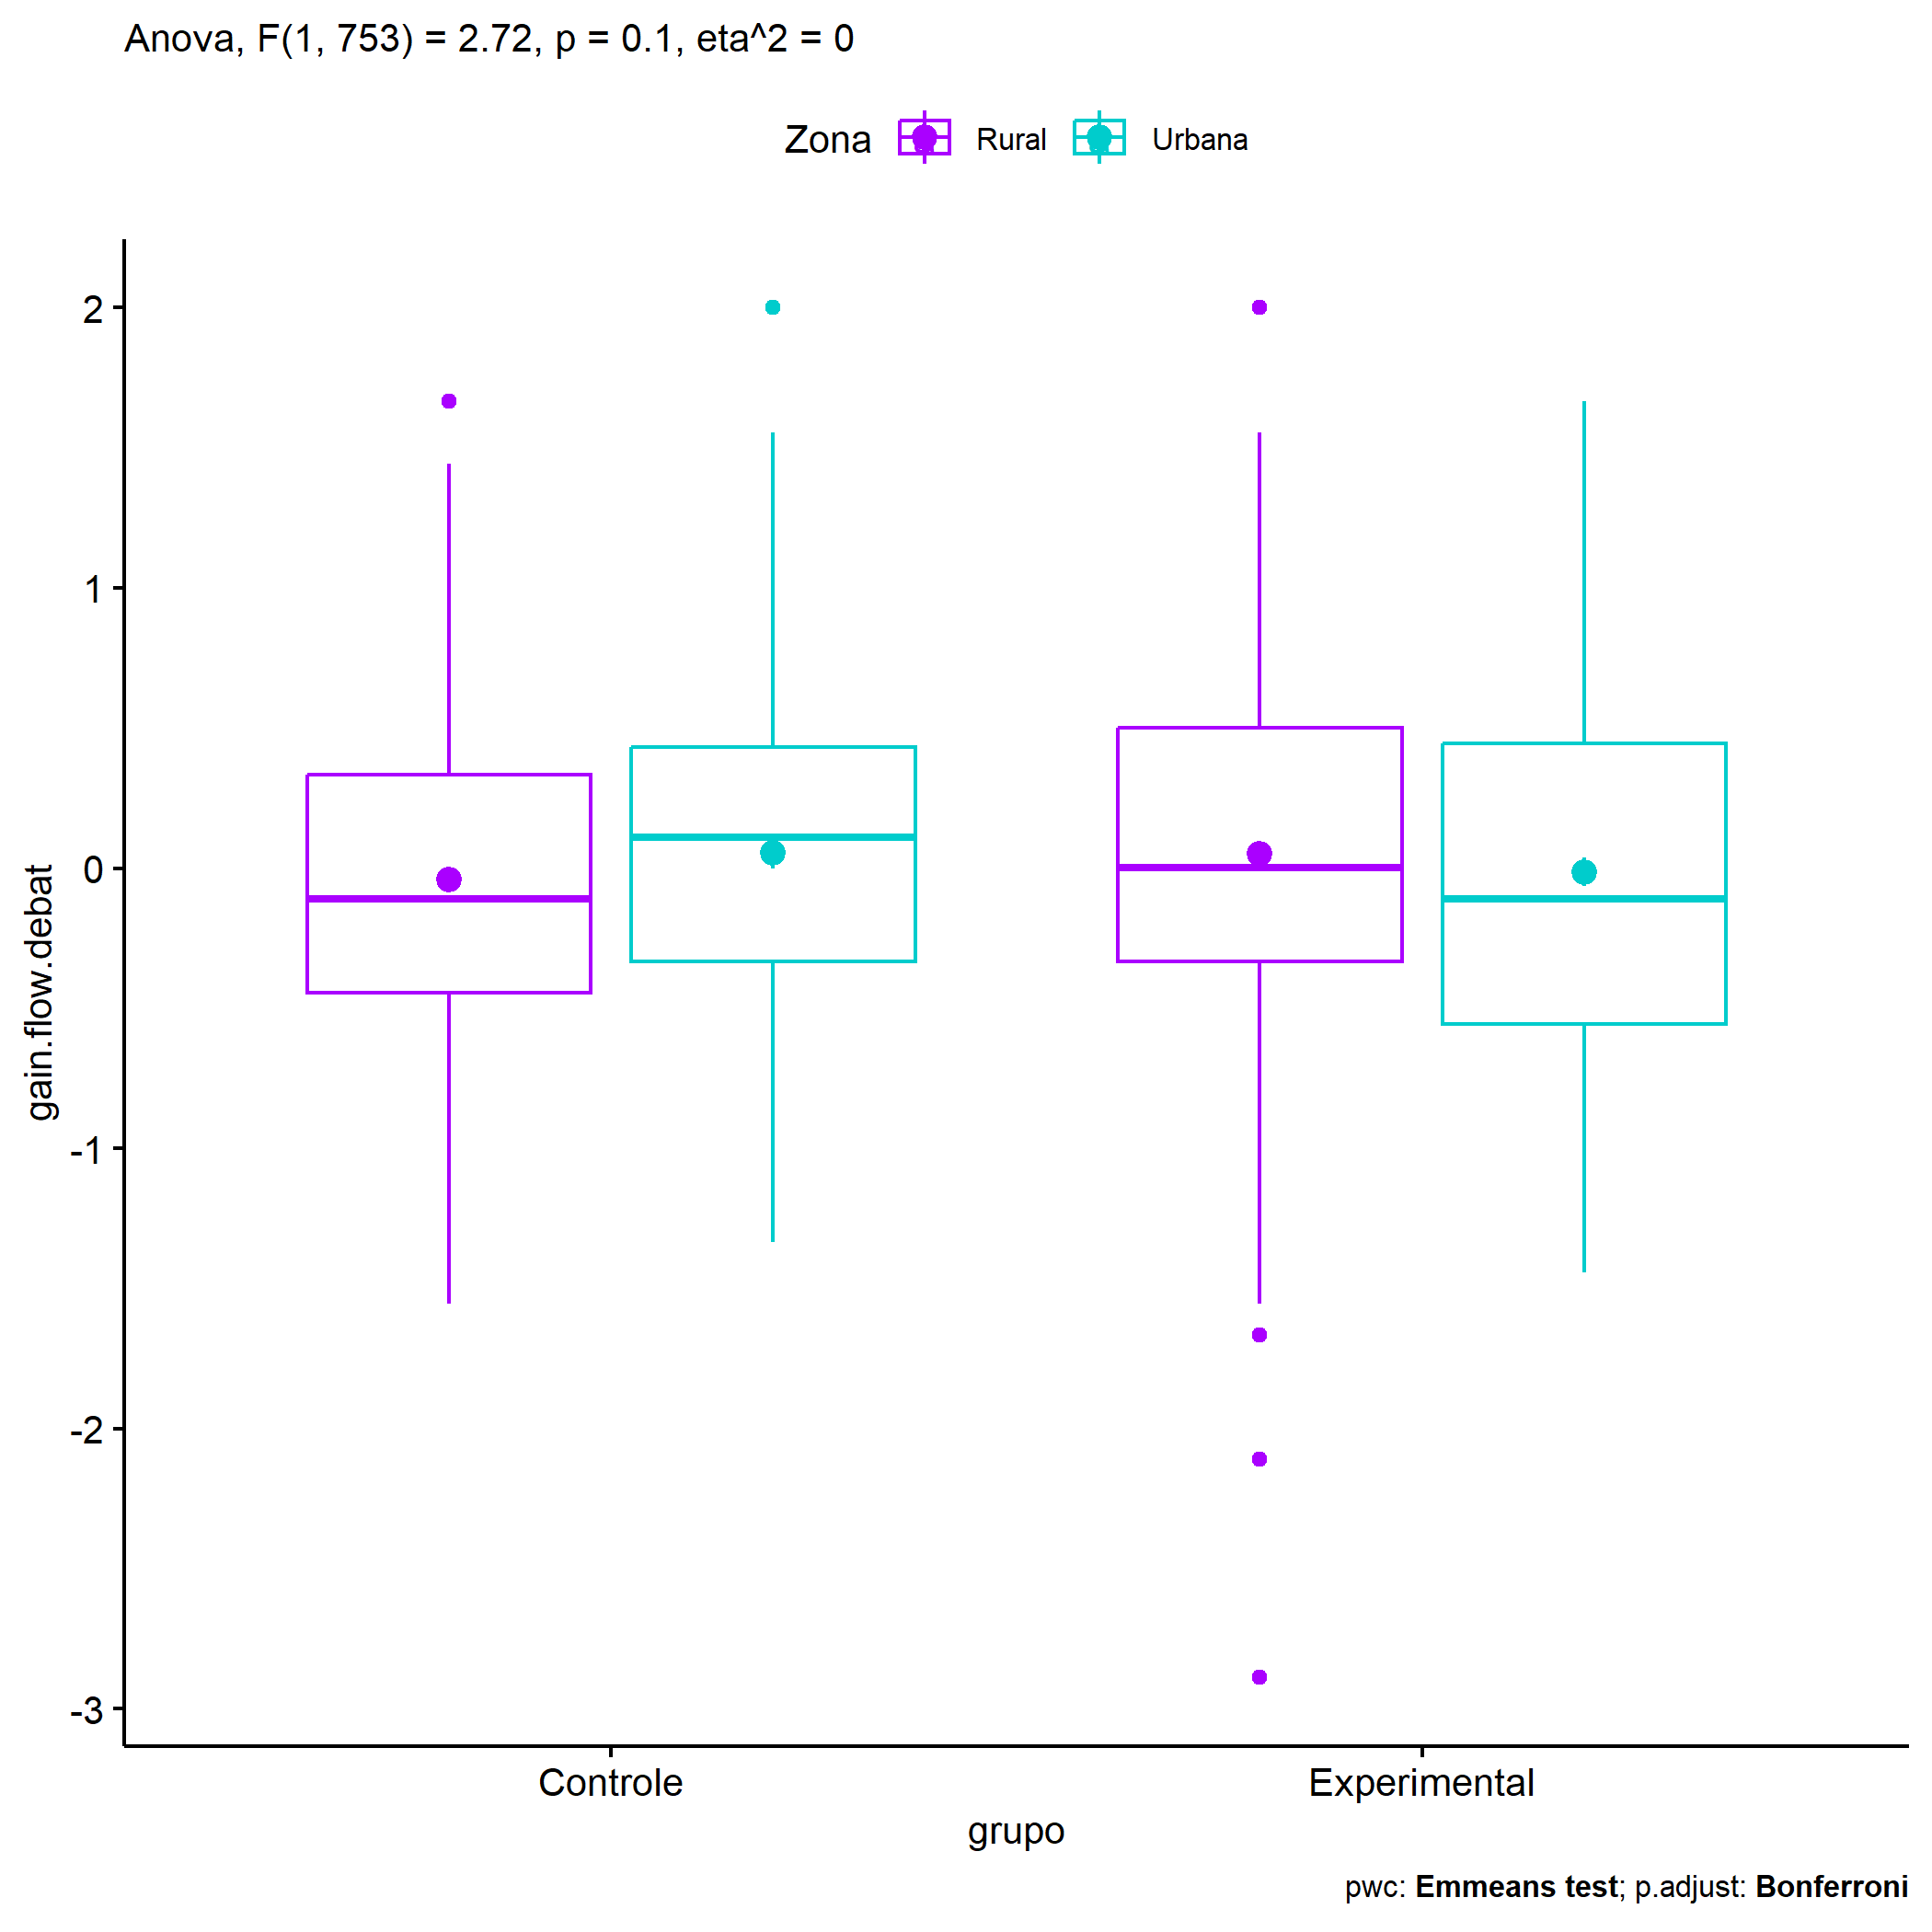 Anova, F(1, 753) = 2.72, p = 0.1, eta^2 = 0
Zona Rural Urbana
gain.flow.debat
2
1
0
-1
-2
-3
Controle Experimental
grupo
pwc: Emmeans test; p.adjust: Bonferroni